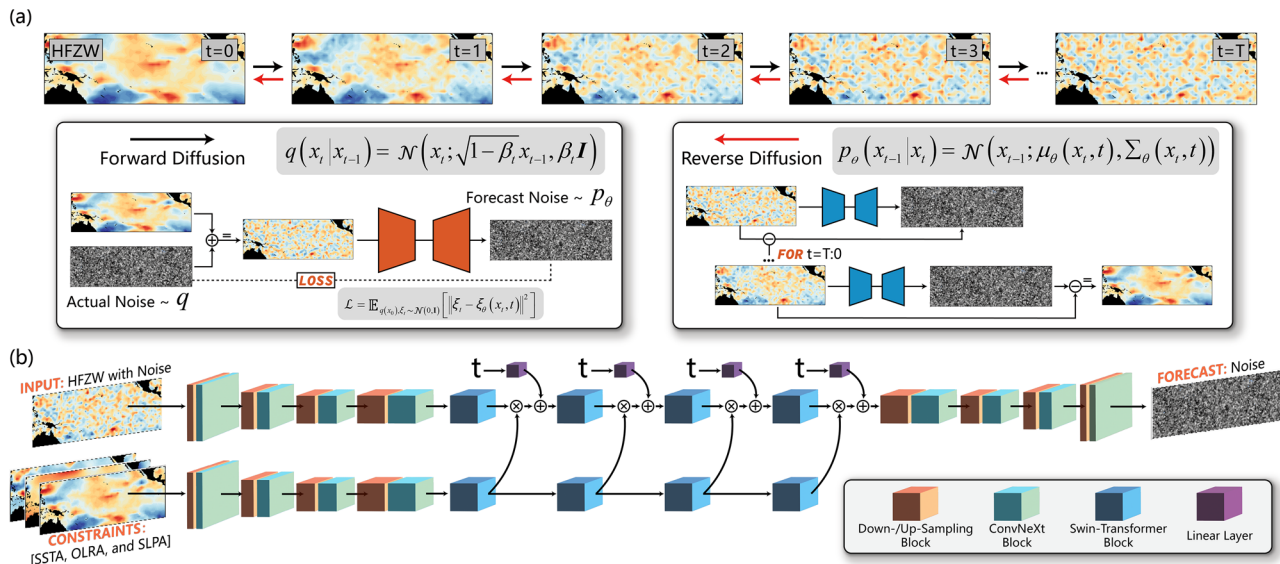 (a)
HFZW t=0 t=1 t=2 t=3 ... t=T
Forward Diffusion
q(x_t|x_{t-1}) = 𝒩(x_t; √(1-β_t) x_{t-1}, β_t I)
Forecast Noise ~ p_θ
+ =
LOSS
Actual Noise ~ q
ℒ = 𝔼_{q(x_0),ξ_t~𝒩(0,I)} [‖ξ_t - ξ_θ(x_t,t)‖²]
Reverse Diffusion
p_θ(x_{t-1}|x_t) = 𝒩(x_{t-1}; μ_θ(x_t,t), Σ_θ(x_t,t))
−
... FOR t=T:0
− =
(b)
INPUT: HFZW with Noise
t t t t
⊗ ⊕ ⊗ ⊕ ⊗ ⊕ ⊗ ⊕
FORECAST: Noise
CONSTRAINTS:
[SSTA, OLRA, and SLPA]
Down-/Up-Sampling
Block
ConvNeXt
Block
Swin-Transformer
Block
Linear Layer